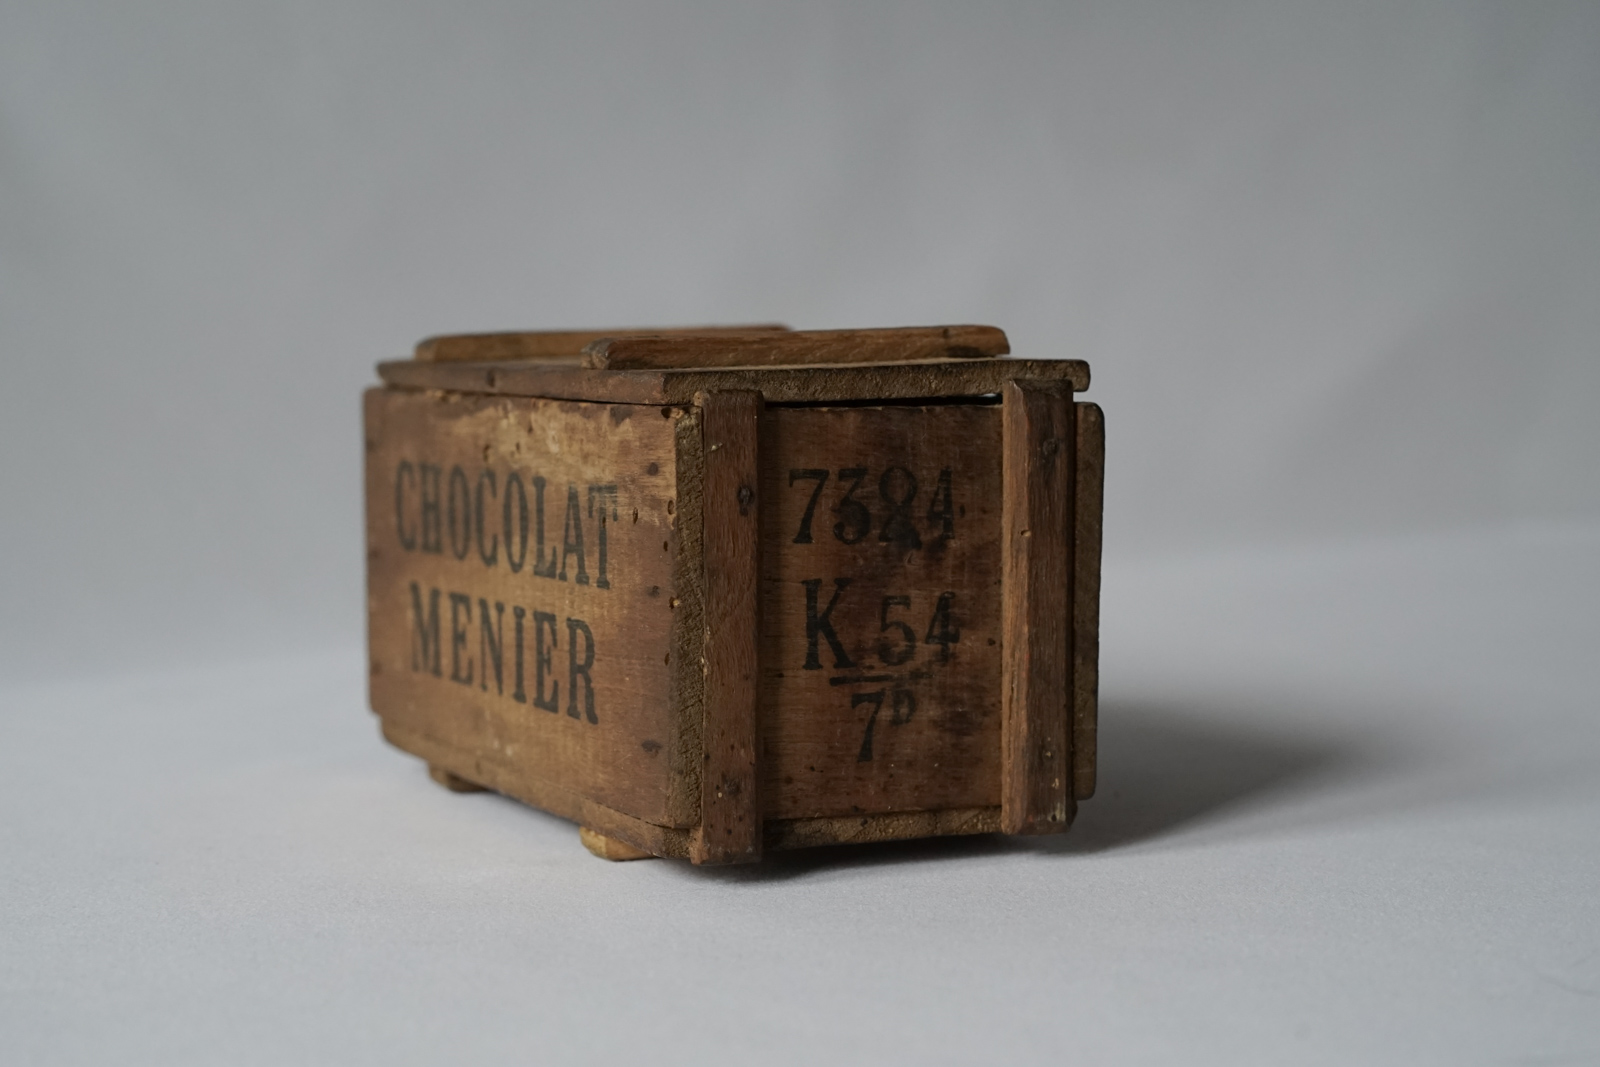 CHOCOLAT
MENIER
7324
K 54
7D